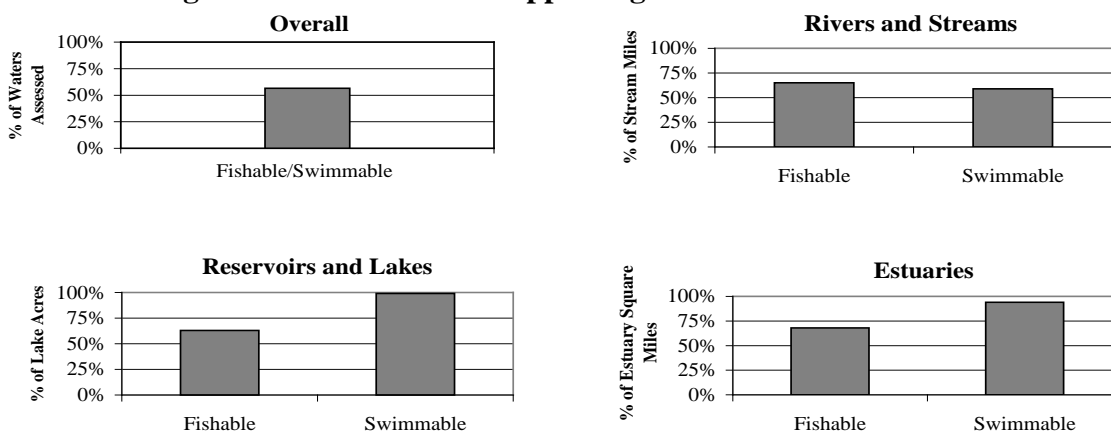 Overall
% of Waters
Assessed
100%
75%
50%
25%
0%
Fishable/Swimmable
Rivers and Streams
% of Stream Miles
100%
75%
50%
25%
0%
Fishable Swimmable
Reservoirs and Lakes
% of Lake Acres
100%
75%
50%
25%
0%
Fishable Swimmable
Estuaries
% of Estuary Square
Miles
100%
75%
50%
25%
0%
Fishable Swimmable